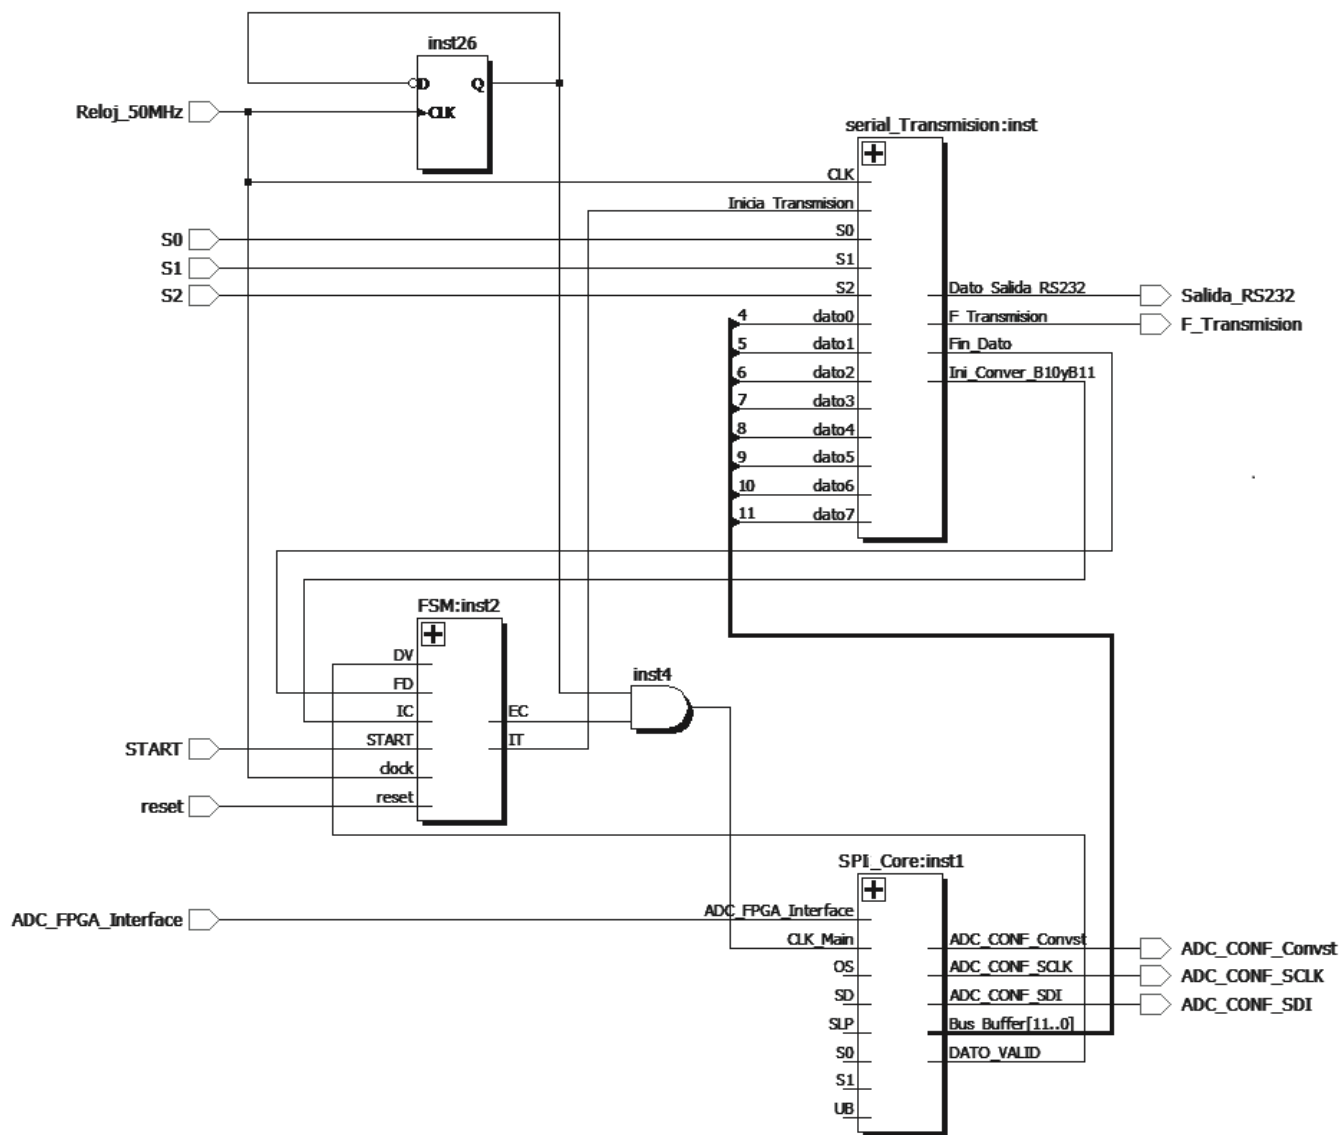 inst26
D Q
Reloj_50MHz
CLK
serial_Transmision:inst
CLK
Inicia_Transmision
S0 S0
S1 S1
S2 S2 Dato_Salida_RS232 Salida_RS232
4 dato0 F_Transmision F_Transmision
5 dato1 Fin_Dato
6 dato2 Ini_Conver_B10yB11
7 dato3
8 dato4
9 dato5
10 dato6
11 dato7
FSM:inst2
DV
FD
inst4
IC EC
START START IT
clock
reset reset
SPI_Core:inst1
ADC_FPGA_Interface ADC_FPGA_Interface
CLK_Main ADC_CONF_Convst ADC_CONF_Convst
OS ADC_CONF_SCLK ADC_CONF_SCLK
SD ADC_CONF_SDI ADC_CONF_SDI
SLP Bus_Buffer[11..0]
S0 DATO_VALID
S1
UB